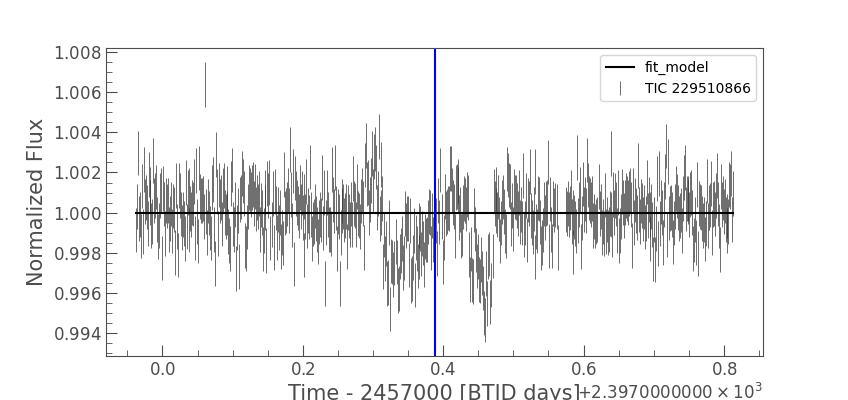 1.008
1.006
1.004
1.002
1.000
0.998
0.996
0.994
Normalized Flux
fit_model
TIC 229510866
0.0 0.2 0.4 0.6 0.8
Time - 2457000 [BTJD days]
+2.3970000000 × 10³